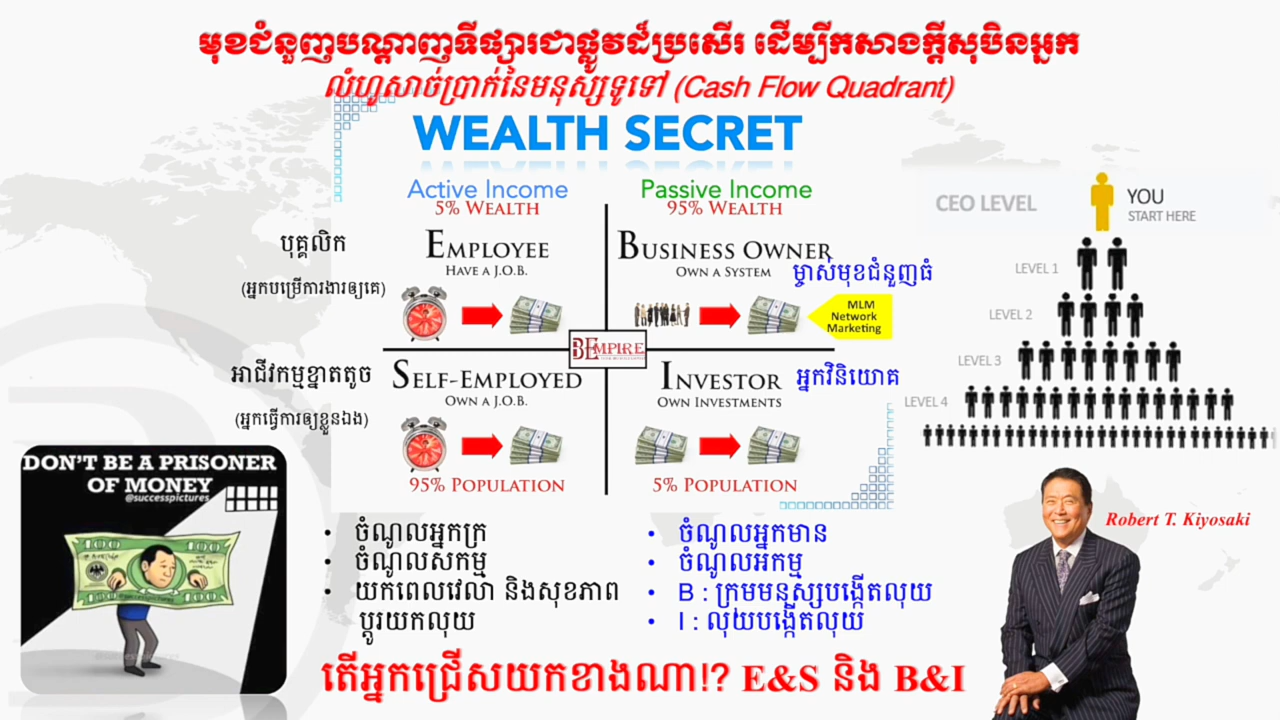 មុខជំនួញបណ្តាញទីផ្សារជាផ្លូវដ៏ប្រសើរ ដើម្បីកសាងក្តីសុបិនអ្នក
លំហូសាច់ប្រាក់នៃមនុស្សទូទៅ (Cash Flow Quadrant)
WEALTH SECRET
Active Income
5% WEALTH
Passive Income
95% WEALTH
បុគ្គលិក
(អ្នកបម្រើការងារឲ្យគេ)
EMPLOYEE
HAVE A J.O.B.
BUSINESS OWNER
OWN A SYSTEM
ម្ចាស់មុខជំនួញធំ
MLM
Network
Marketing
BEMPIRE
អាជីវកម្មខ្នាតតូច
(អ្នកធ្វើការឲ្យខ្លួនឯង)
SELF-EMPLOYED
OWN A J.O.B.
INVESTOR
OWN INVESTMENTS
អ្នកវិនិយោគ
95% POPULATION
5% POPULATION
CEO LEVEL
YOU
START HERE
LEVEL 1
LEVEL 2
LEVEL 3
LEVEL 4
DON'T BE A PRISONER
OF MONEY
@successpictures
• ចំណូលអ្នកក្រ
• ចំណូលសកម្ម
• យកពេលវេលា និងសុខភាព
ប្តូរយកលុយ
• ចំណូលអ្នកមាន
• ចំណូលអកម្ម
• B : ក្រុមមនុស្សបង្កើតលុយ
• I : លុយបង្កើតលុយ
Robert T. Kiyosaki
តើអ្នកជ្រើសយកខាងណា!? E&S និង B&I